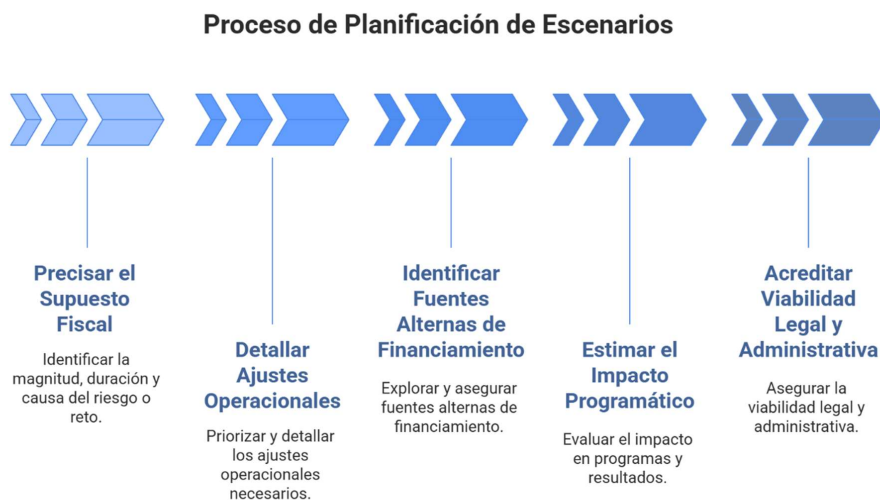 Proceso de Planificación de Escenarios
Precisar el
Supuesto
Fiscal
Identificar la
magnitud, duración y
causa del riesgo o
reto.
Detallar
Ajustes
Operacionales
Priorizar y detallar
los ajustes
operacionales
necesarios.
Identificar
Fuentes
Alternas de
Financiamiento
Explorar y asegurar
fuentes alternas de
financiamiento.
Estimar el
Impacto
Programático
Evaluar el impacto
en programas y
resultados.
Acreditar
Viabilidad
Legal y
Administrativa
Asegurar la
viabilidad legal y
administrativa.